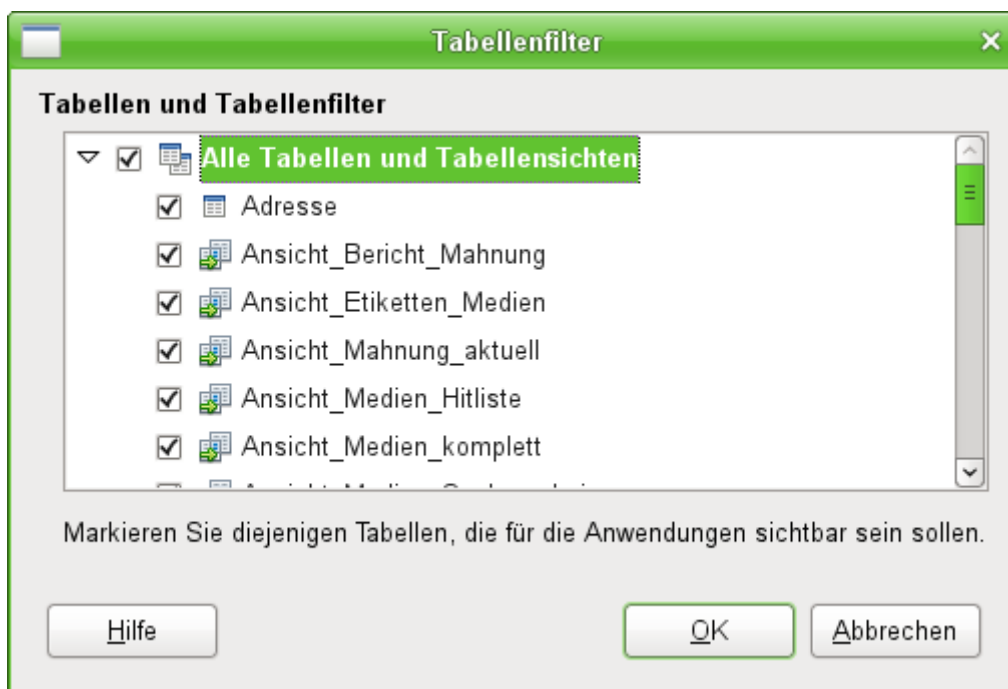 Tabellenfilter
Tabellen und Tabellenfilter
Alle Tabellen und Tabellensichten
Adresse
Ansicht_Bericht_Mahnung
Ansicht_Etiketten_Medien
Ansicht_Mahnung_aktuell
Ansicht_Medien_Hitliste
Ansicht_Medien_komplett
Markieren Sie diejenigen Tabellen, die für die Anwendungen sichtbar sein sollen.
Hilfe
OK
Abbrechen